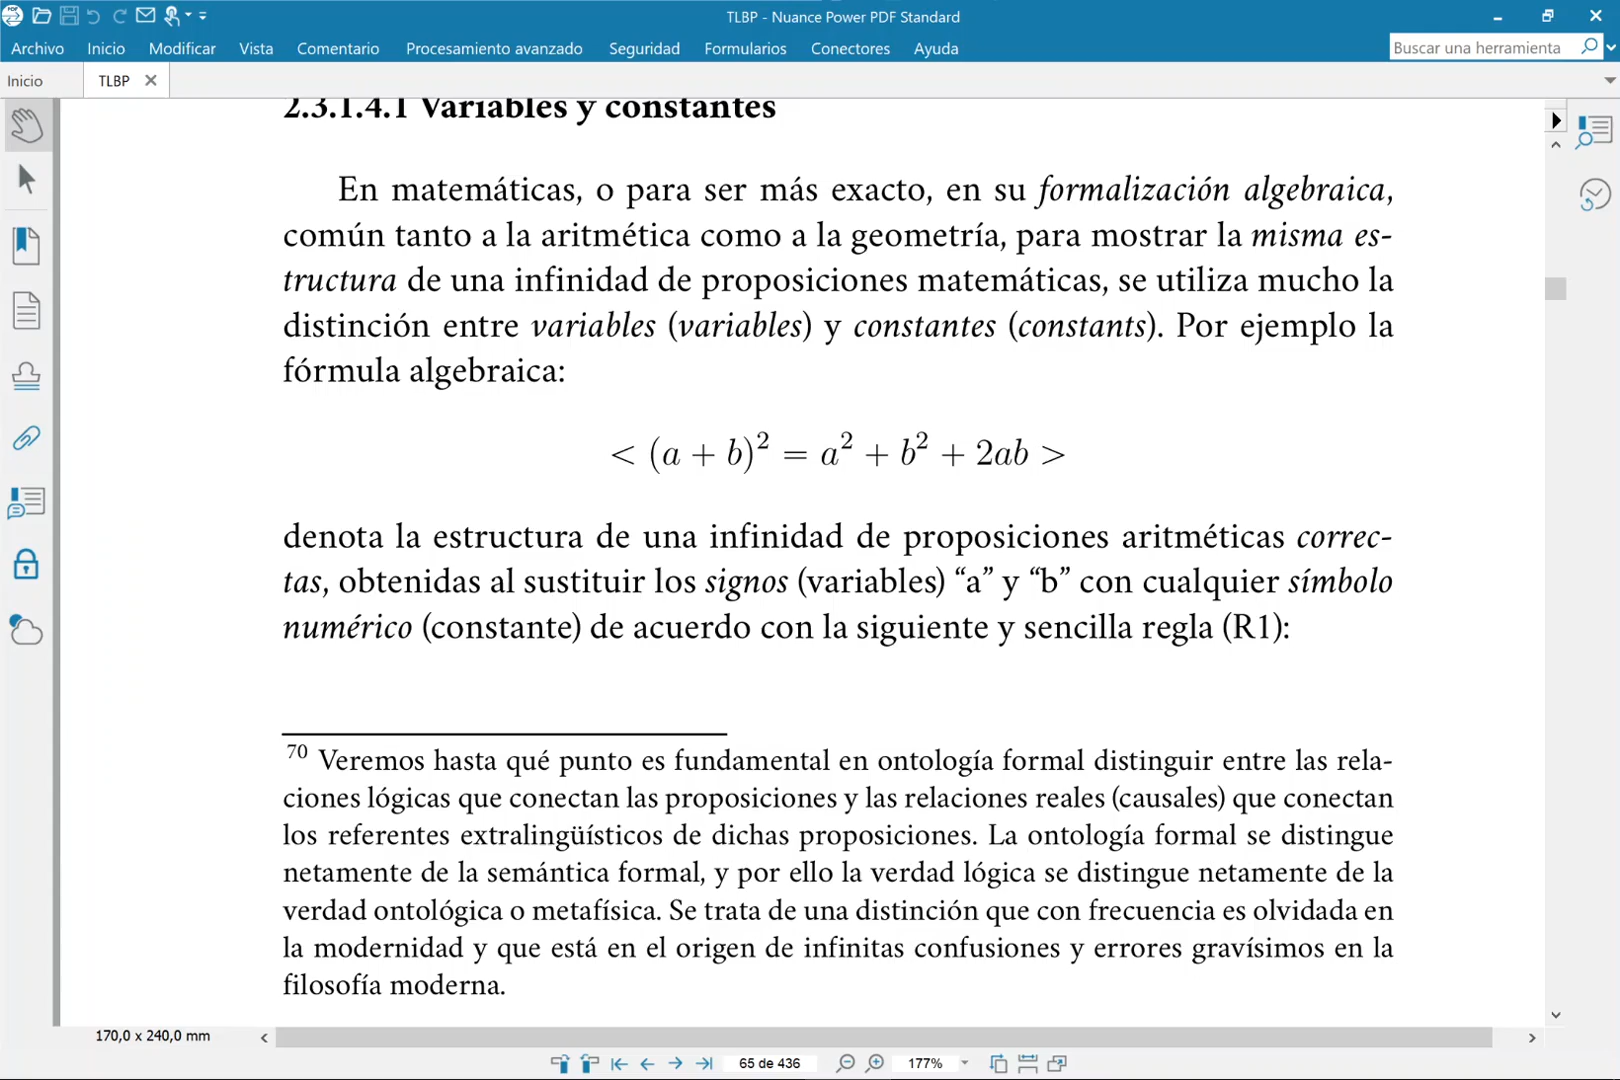 TLBP - Nuance Power PDF Standard
Archivo Inicio Modificar Vista Comentario Procesamiento avanzado Seguridad Formularios Conectores Ayuda
Buscar una herramienta
Inicio TLBP
2.3.1.4.1 Variables y constantes
En matemáticas, o para ser más exacto, en su formalización algebraica,
común tanto a la aritmética como a la geometría, para mostrar la misma es-
tructura de una infinidad de proposiciones matemáticas, se utiliza mucho la
distinción entre variables (variables) y constantes (constants). Por ejemplo la
fórmula algebraica:
< (a + b)² = a² + b² + 2ab >
denota la estructura de una infinidad de proposiciones aritméticas correc-
tas, obtenidas al sustituir los signos (variables) “a” y “b” con cualquier símbolo
numérico (constante) de acuerdo con la siguiente y sencilla regla (R1):
70 Veremos hasta qué punto es fundamental en ontología formal distinguir entre las rela-
ciones lógicas que conectan las proposiciones y las relaciones reales (causales) que conectan
los referentes extralingüísticos de dichas proposiciones. La ontología formal se distingue
netamente de la semántica formal, y por ello la verdad lógica se distingue netamente de la
verdad ontológica o metafísica. Se trata de una distinción que con frecuencia es olvidada en
la modernidad y que está en el origen de infinitas confusiones y errores gravísimos en la
filosofía moderna.
170,0 x 240,0 mm
65 de 436 177%